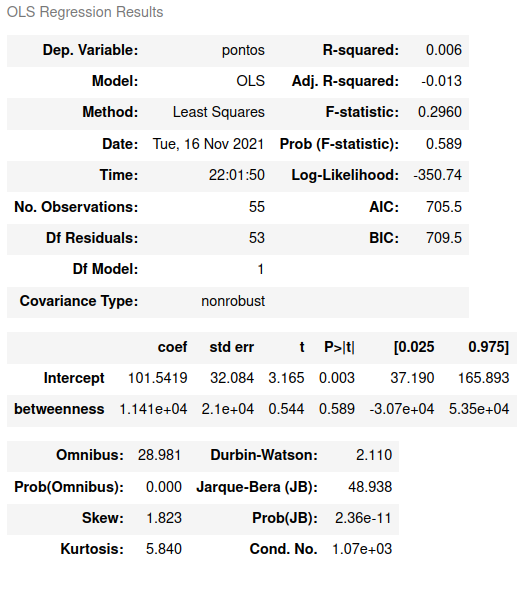 OLS Regression Results
Dep. Variable: pontos R-squared: 0.006
Model: OLS Adj. R-squared: -0.013
Method: Least Squares F-statistic: 0.2960
Date: Tue, 16 Nov 2021 Prob (F-statistic): 0.589
Time: 22:01:50 Log-Likelihood: -350.74
No. Observations: 55 AIC: 705.5
Df Residuals: 53 BIC: 709.5
Df Model: 1
Covariance Type: nonrobust
coef std err t P>|t| [0.025 0.975]
Intercept 101.5419 32.084 3.165 0.003 37.190 165.893
betweenness 1.141e+04 2.1e+04 0.544 0.589 -3.07e+04 5.35e+04
Omnibus: 28.981 Durbin-Watson: 2.110
Prob(Omnibus): 0.000 Jarque-Bera (JB): 48.938
Skew: 1.823 Prob(JB): 2.36e-11
Kurtosis: 5.840 Cond. No. 1.07e+03